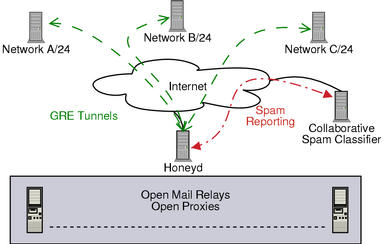 Network A/24
Network B/24
Network C/24
Internet
GRE Tunnels
Spam
Reporting
Collaborative
Spam Classifier
Honeyd
Open Mail Relays
Open Proxies